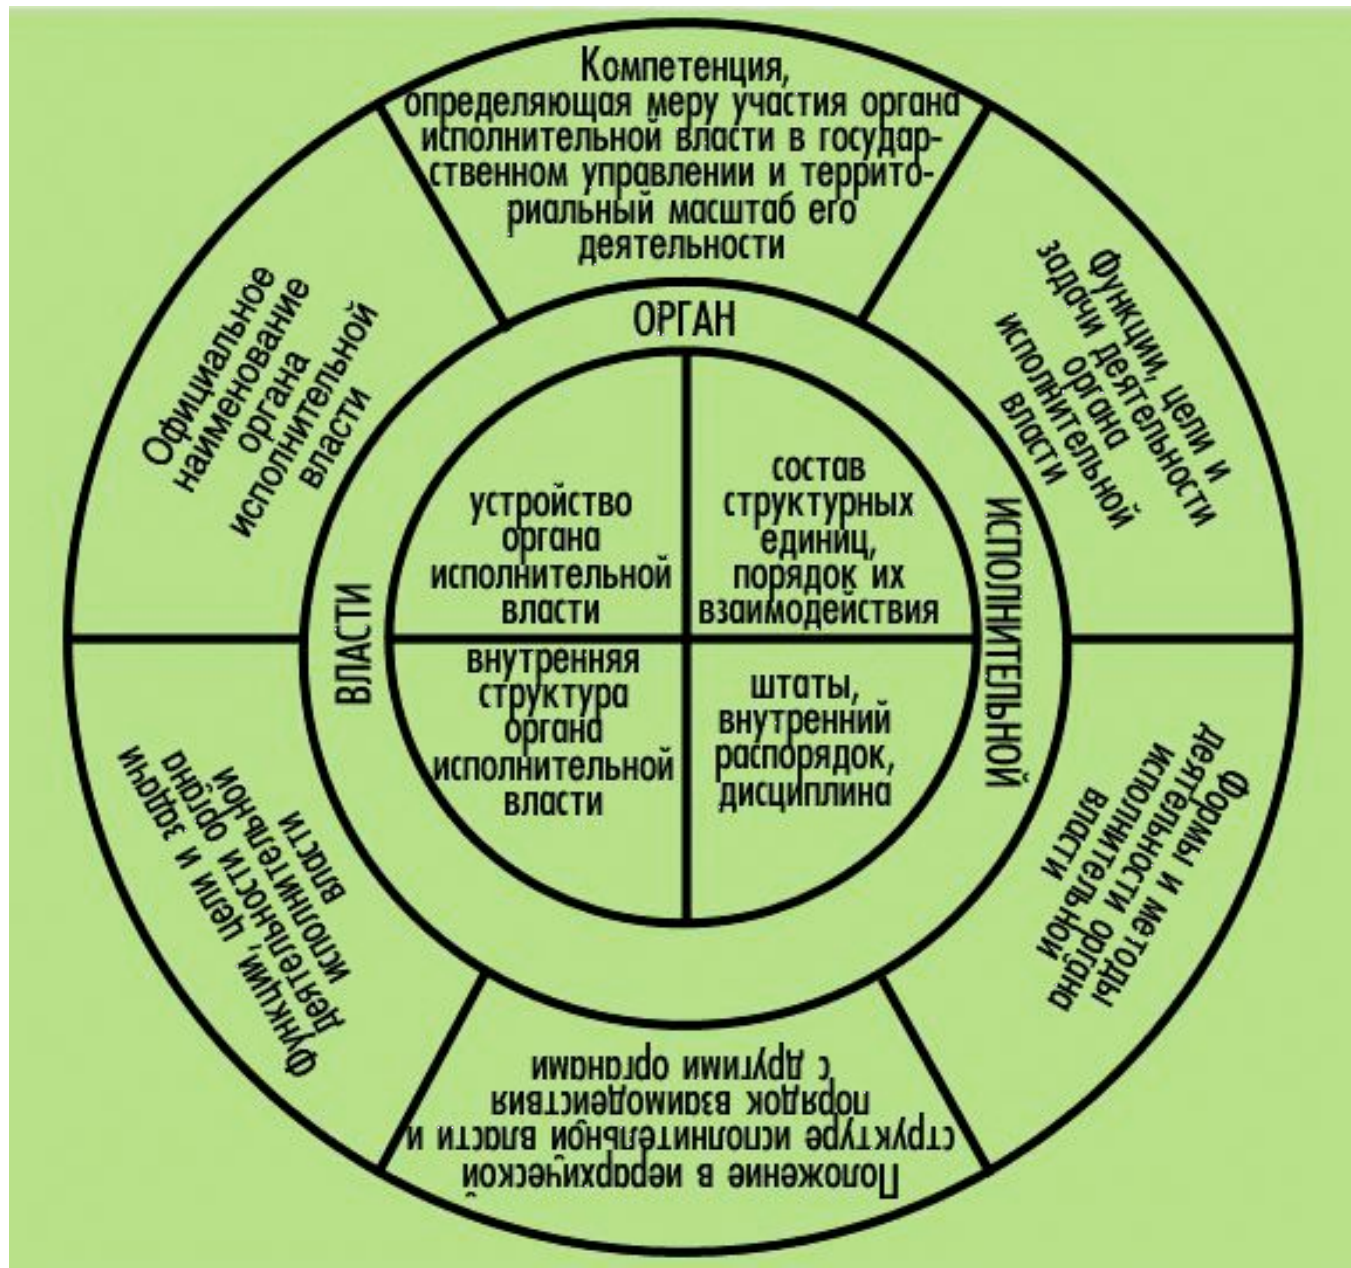 Компетенция,
определяющая меру участия органа
исполнительной власти в государ-
ственном управлении и террито-
риальный масштаб его
деятельности
Функции, цели и
задачи деятельности
органа
исполнительной
власти
Формы и методы
деятельности органа
исполнительной
власти
Положение в иерархической
структуре исполнительной власти и
порядок взаимодействия
с другими органами
Функции, цели и задачи
деятельности органа
исполнительной
власти
Официальное
наименование
органа
исполнительной
власти
ОРГАН
ИСПОЛНИТЕЛЬНОЙ
ВЛАСТИ
устройство
органа
исполнительной
власти
состав
структурных
единиц,
порядок их
взаимодействия
внутренняя
структура
органа
исполнительной
власти
штаты,
внутренний
распорядок,
дисциплина